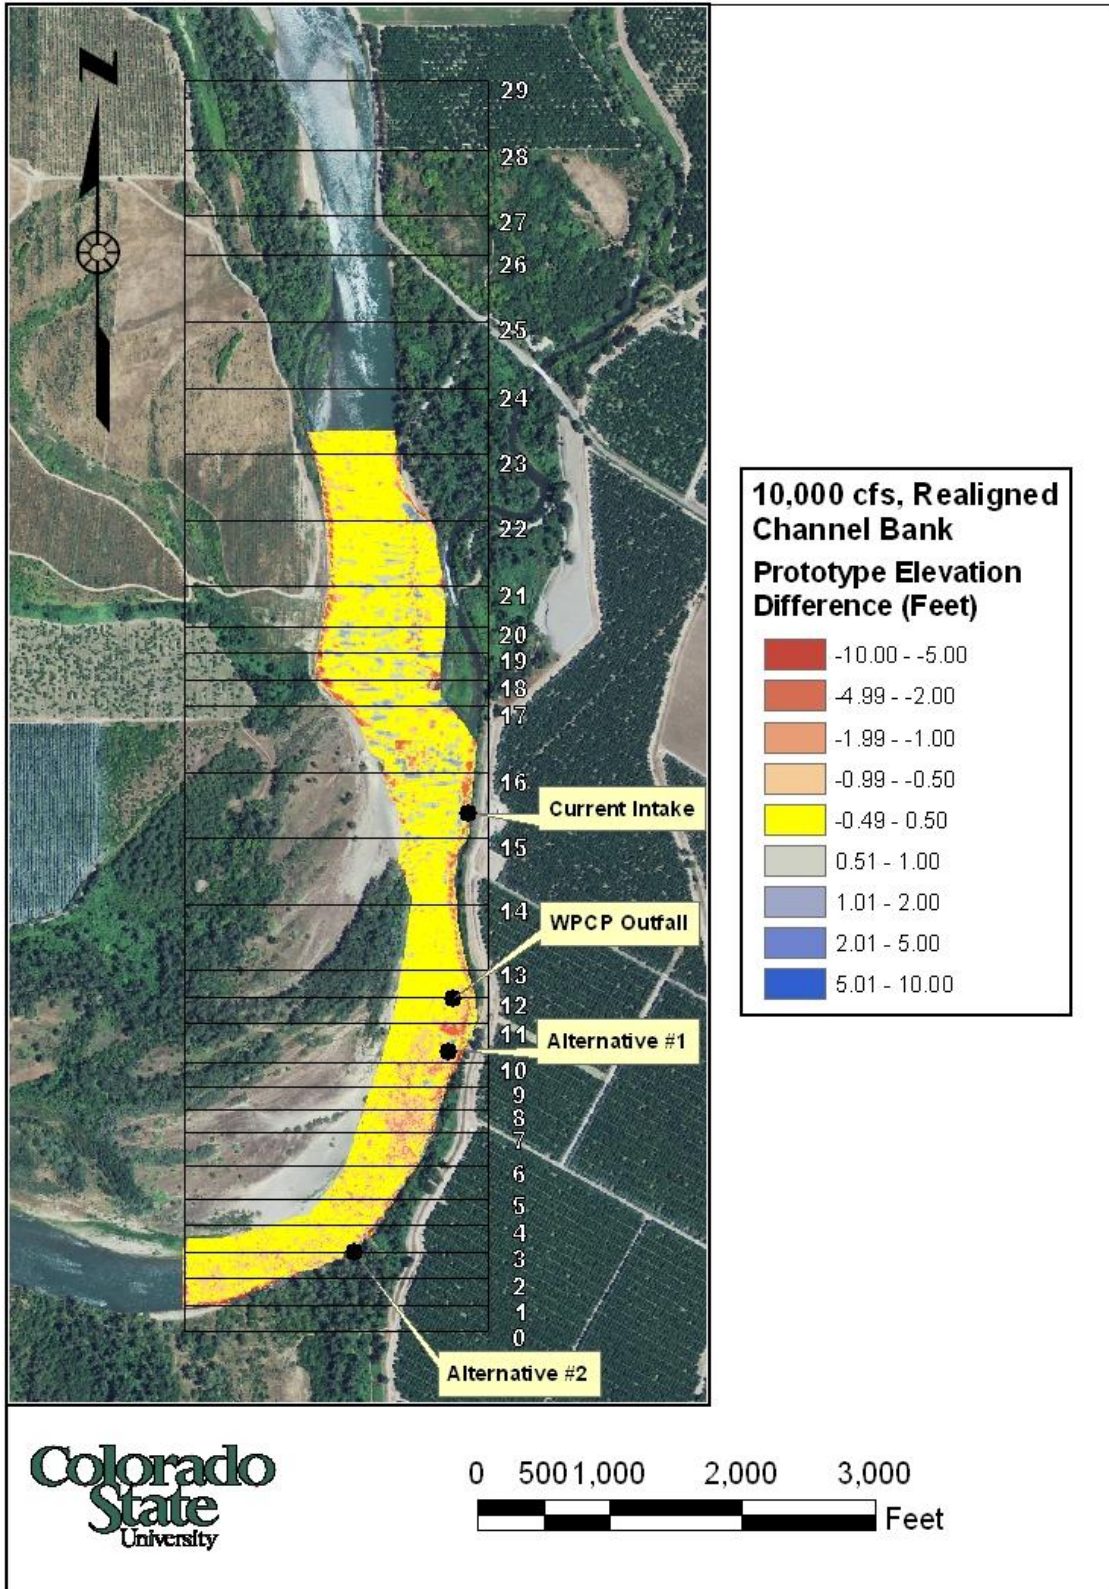 N
29
28
27
26
25
24
23
22
21
20
19
18
17
16
15
14
13
12
11
10
9
8
7
6
5
4
3
2
1
0
Current Intake
WPCP Outfall
Alternative #1
Alternative #2
10,000 cfs, Realigned
Channel Bank
Prototype Elevation
Difference (Feet)
-10.00 - -5.00
-4.99 - -2.00
-1.99 - -1.00
-0.99 - -0.50
-0.49 - 0.50
0.51 - 1.00
1.01 - 2.00
2.01 - 5.00
5.01 - 10.00
Colorado
State
University
0 500 1,000 2,000 3,000
Feet